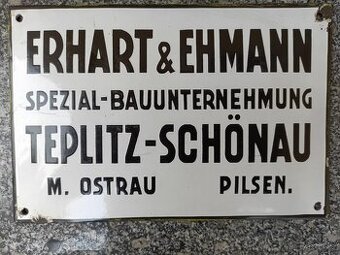 ERHART & EHMANN
SPEZIAL-BAUUNTERNEHMUNG
TEPLITZ-SCHÖNAU
M. OSTRAU PILSEN.